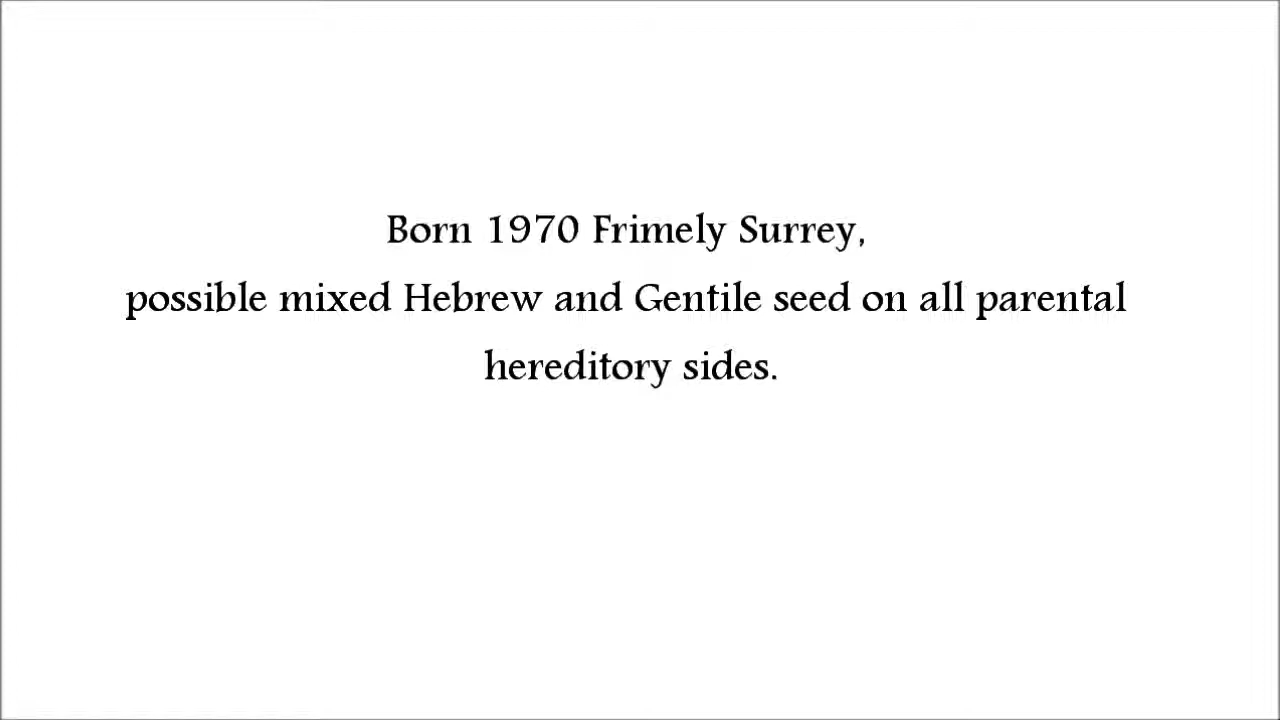 Born 1970 Frimely Surrey,
possible mixed Hebrew and Gentile seed on all parental
hereditory sides.